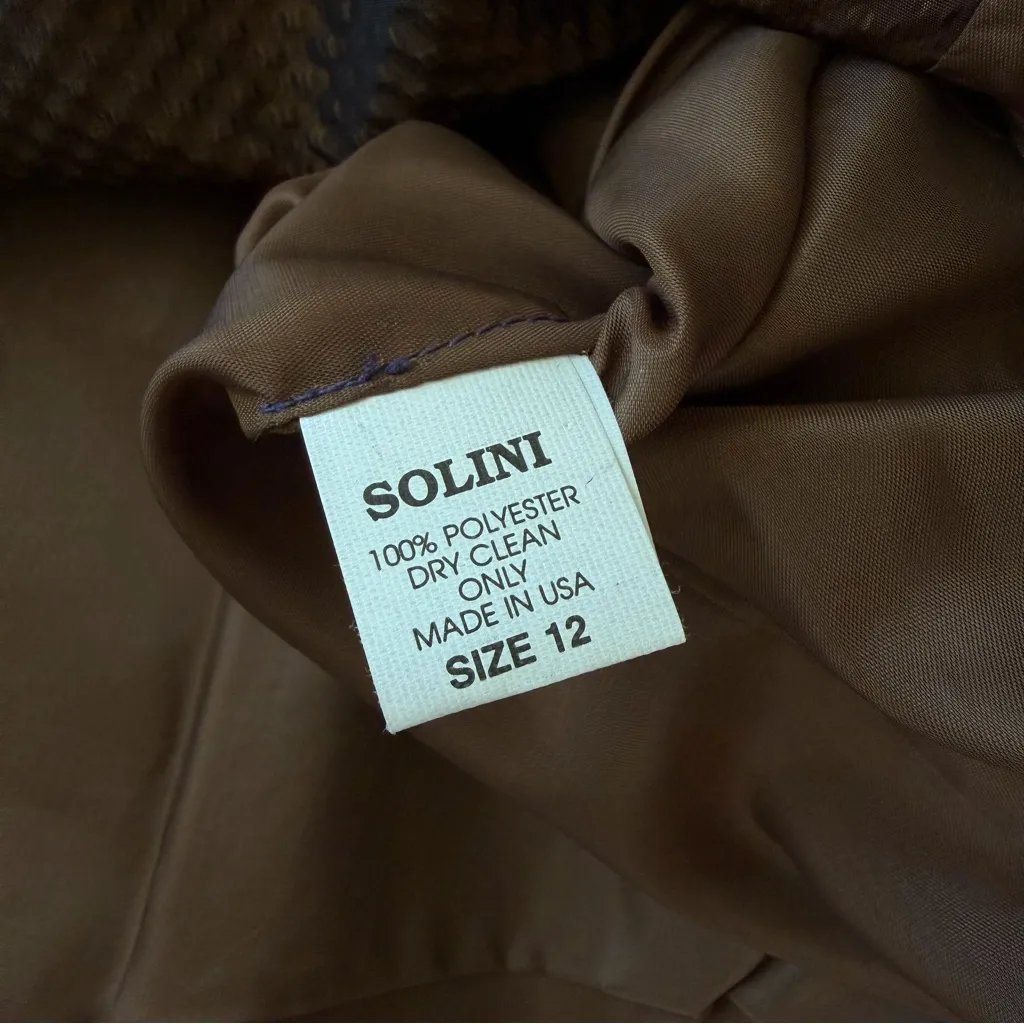 SOLINI
100% POLYESTER
DRY CLEAN
ONLY
MADE IN USA
SIZE 12